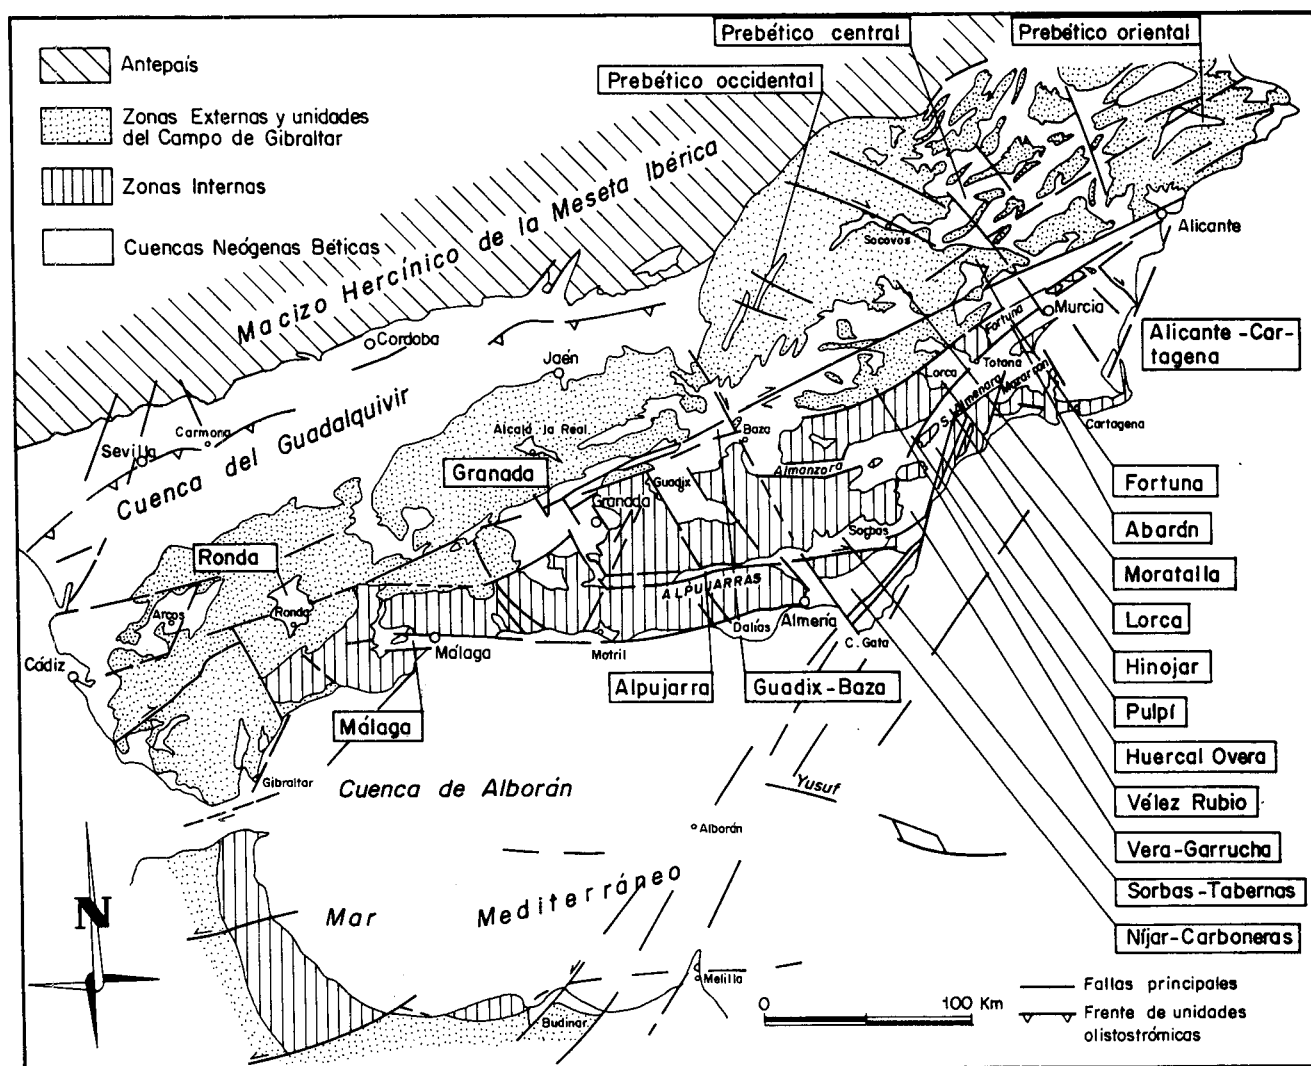 Prebético central
Prebético oriental
Prebético occidental
Antepaís
Zonas Externas y unidades
del Campo de Gibraltar
Zonas Internas
Cuencas Neógenas Béticas
Macizo Hercínico de la Meseta Ibérica
Cuenca del Guadalquivir
Socovos
Alicante
Murcia
Fortuna
Alicante-Car-
tagena
Cordoba
Jaén
Totana
Lorca
Mazarrón
S. Almenara
Cartagena
Carmona
Sevilla
Alcalá la Real
Baza
Almanzora
Granada
Guadix
Granada
Sorbas
Fortuna
Abarán
Moratalla
Lorca
Hinojar
Pulpí
Huercal Overa
Vélez Rubio
Vera-Garrucha
Sorbas-Tabernas
Níjar-Carboneras
Ronda
Ronda
Arcos
ALPUJARRAS
Dalías
Almería
C. Gata
Cádiz
Málaga
Motril
Alpujarra
Guadix-Baza
Málaga
Gibraltar
Cuenca de Alborán
Yusuf
Alborán
Mar
Mediterráneo
N
Melilla
Budinar
0
100 Km
Fallas principales
Frente de unidades
olistostrómicas